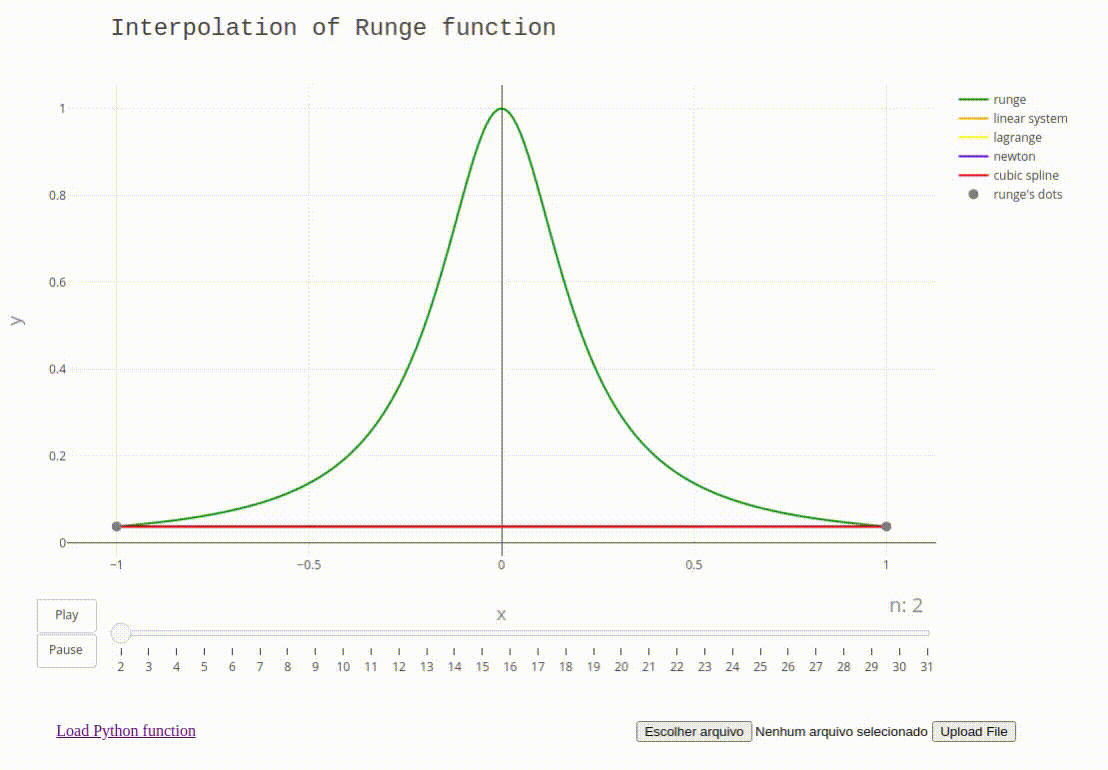 Interpolation of Runge function
1
0.8
0.6
0.4
0.2
0
y
−1 −0.5 0 0.5 1
x
runge
linear system
lagrange
newton
cubic spline
runge's dots
n: 2
Play
Pause
2 3 4 5 6 7 8 9 10 11 12 13 14 15 16 17 18 19 20 21 22 23 24 25 26 27 28 29 30 31
Load Python function
Escolher arquivo Nenhum arquivo selecionado Upload File